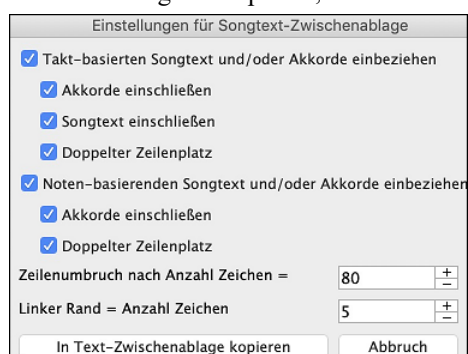 Einstellungen für Songtext-Zwischenablage
Takt-basierten Songtext und/oder Akkorde einbeziehen
Akkorde einschließen
Songtext einschließen
Doppelter Zeilenplatz
Noten-basierenden Songtext und/oder Akkorde einbeziehen
Akkorde einschließen
Doppelter Zeilenplatz
Zeilenumbruch nach Anzahl Zeichen = 80
Linker Rand = Anzahl Zeichen 5
In Text-Zwischenablage kopieren Abbruch